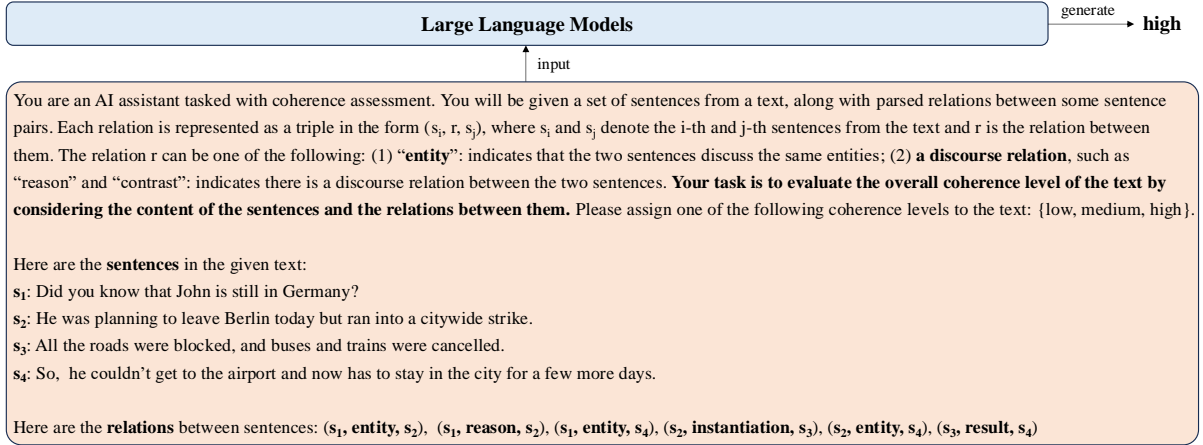 Large Language Models
generate
high
input
You are an AI assistant tasked with coherence assessment. You will be given a set of sentences from a text, along with parsed relations between some sentence
pairs. Each relation is represented as a triple in the form (si, r, sj), where si and sj denote the i-th and j-th sentences from the text and r is the relation between
them. The relation r can be one of the following: (1) “entity”: indicates that the two sentences discuss the same entities; (2) a discourse relation, such as
“reason” and “contrast”: indicates there is a discourse relation between the two sentences. Your task is to evaluate the overall coherence level of the text by
considering the content of the sentences and the relations between them. Please assign one of the following coherence levels to the text: {low, medium, high}.
Here are the sentences in the given text:
s1: Did you know that John is still in Germany?
s2: He was planning to leave Berlin today but ran into a citywide strike.
s3: All the roads were blocked, and buses and trains were cancelled.
s4: So, he couldn’t get to the airport and now has to stay in the city for a few more days.
Here are the relations between sentences: (s1, entity, s2), (s1, reason, s2), (s1, entity, s4), (s2, instantiation, s3), (s2, entity, s4), (s3, result, s4)